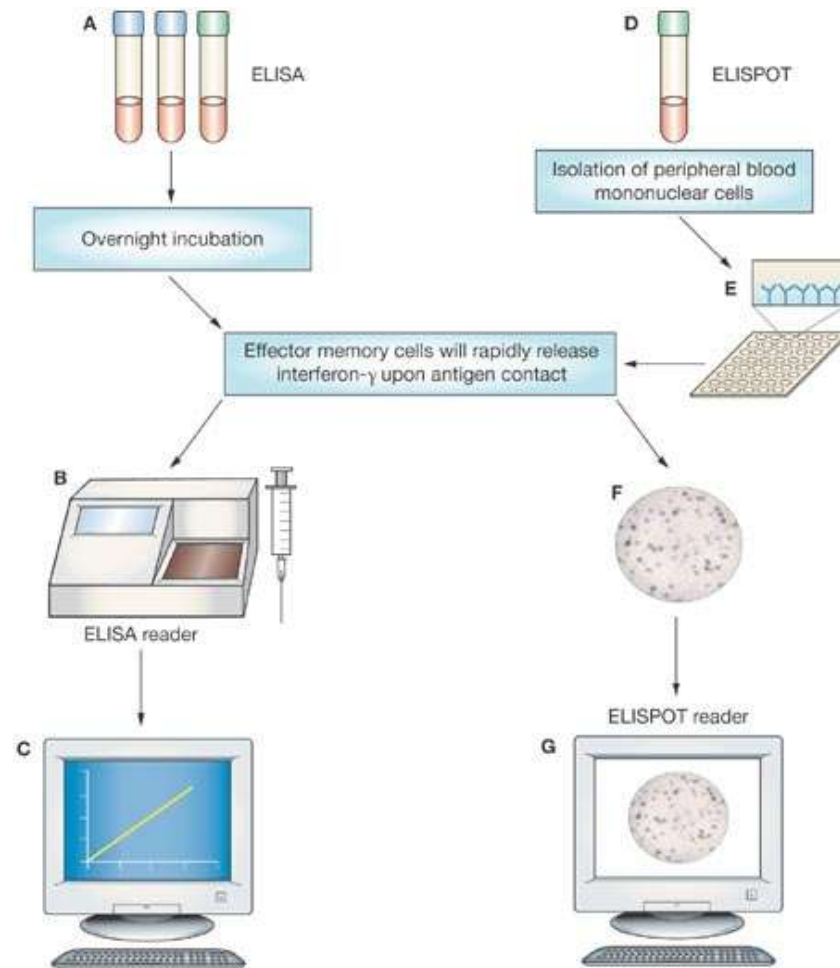 A
ELISA
D
ELISPOT
Overnight incubation
Isolation of peripheral blood
mononuclear cells
E
Effector memory cells will rapidly release
interferon-γ upon antigen contact
B
ELISA reader
F
C
ELISPOT reader
G